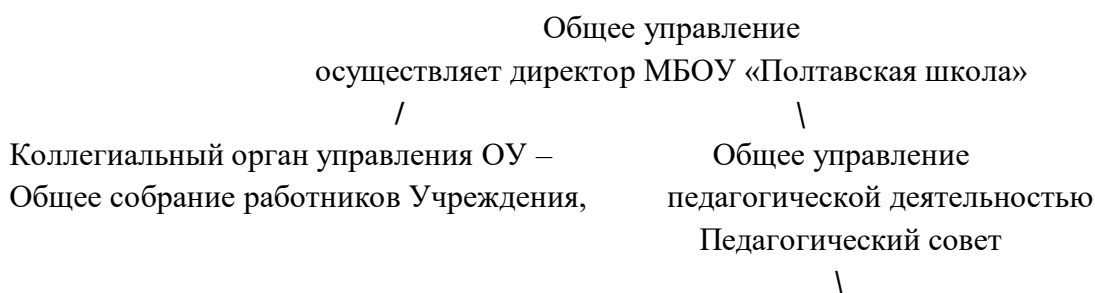 Общее управление
осуществляет директор МБОУ «Полтавская школа»
/ \
Коллегиальный орган управления ОУ – Общее управление
Общее собрание работников Учреждения, педагогической деятельностью
Педагогический совет
\